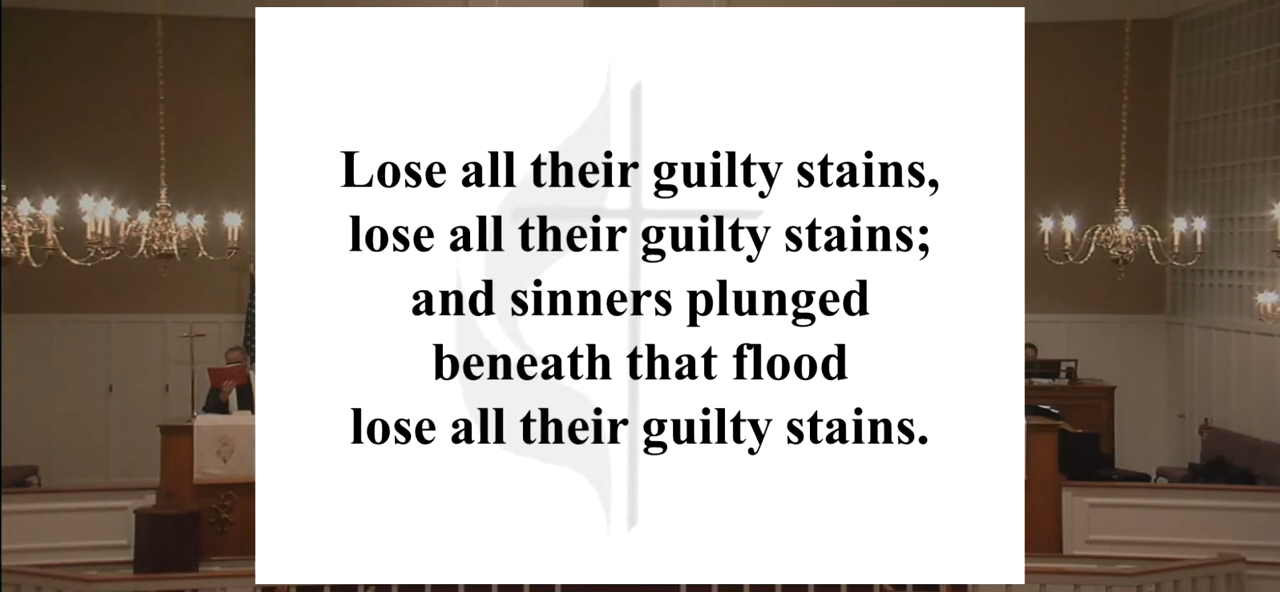 Lose all their guilty stains,
lose all their guilty stains;
and sinners plunged
beneath that flood
lose all their guilty stains.